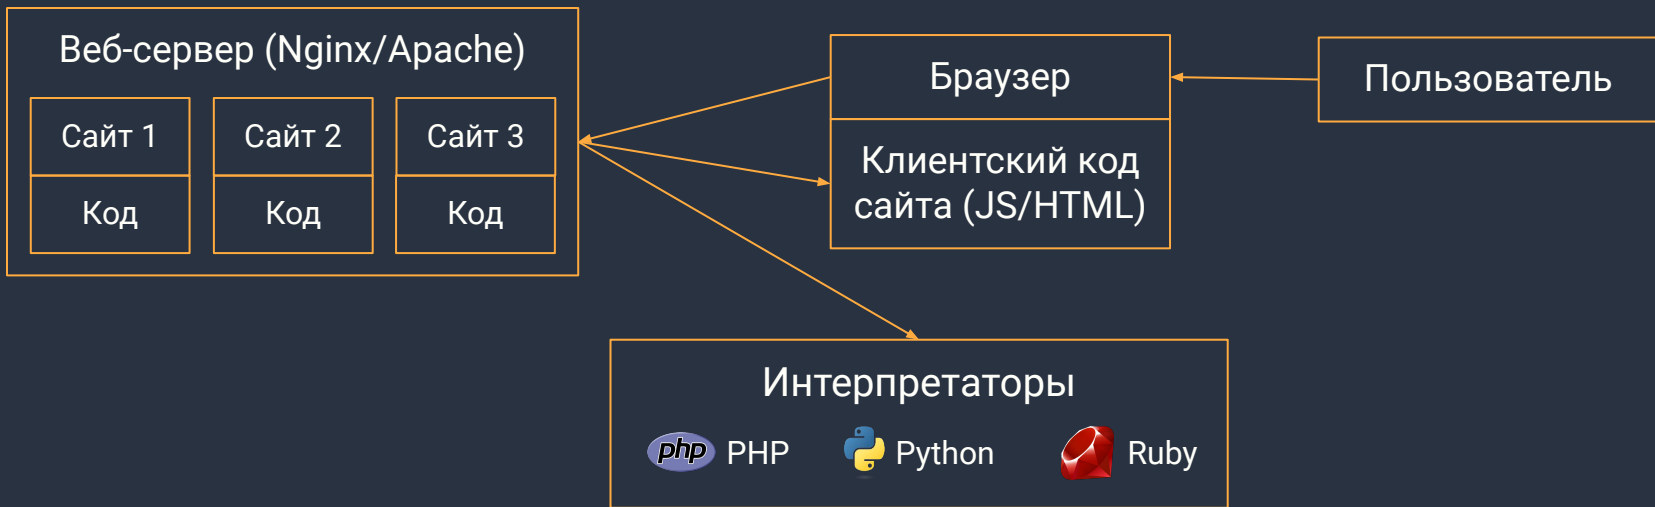 Веб-сервер (Nginx/Apache)
Сайт 1
Код
Сайт 2
Код
Сайт 3
Код
Браузер
Клиентский код
сайта (JS/HTML)
Пользователь
Интерпретаторы
php PHP
Python
Ruby